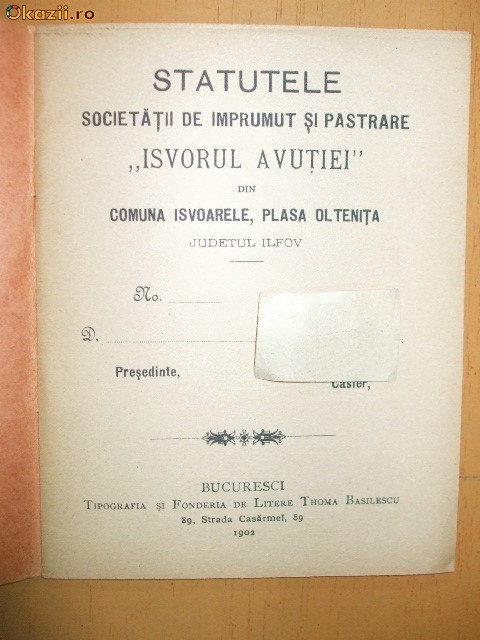 Okazii.ro
STATUTELE
SOCIETĂȚII DE IMPRUMUT ȘI PASTRARE
„ISVORUL AVUȚIEI"
DIN
COMUNA ISVOARELE, PLASA OLTENIȚA
JUDETUL ILFOV
No.
D.
Președinte,
Casier,
BUCURESCI
TIPOGRAFIA ȘI FONDERIA DE LITERE THOMA BASILESCU
89, Strada Casărmeĭ, 89
1902